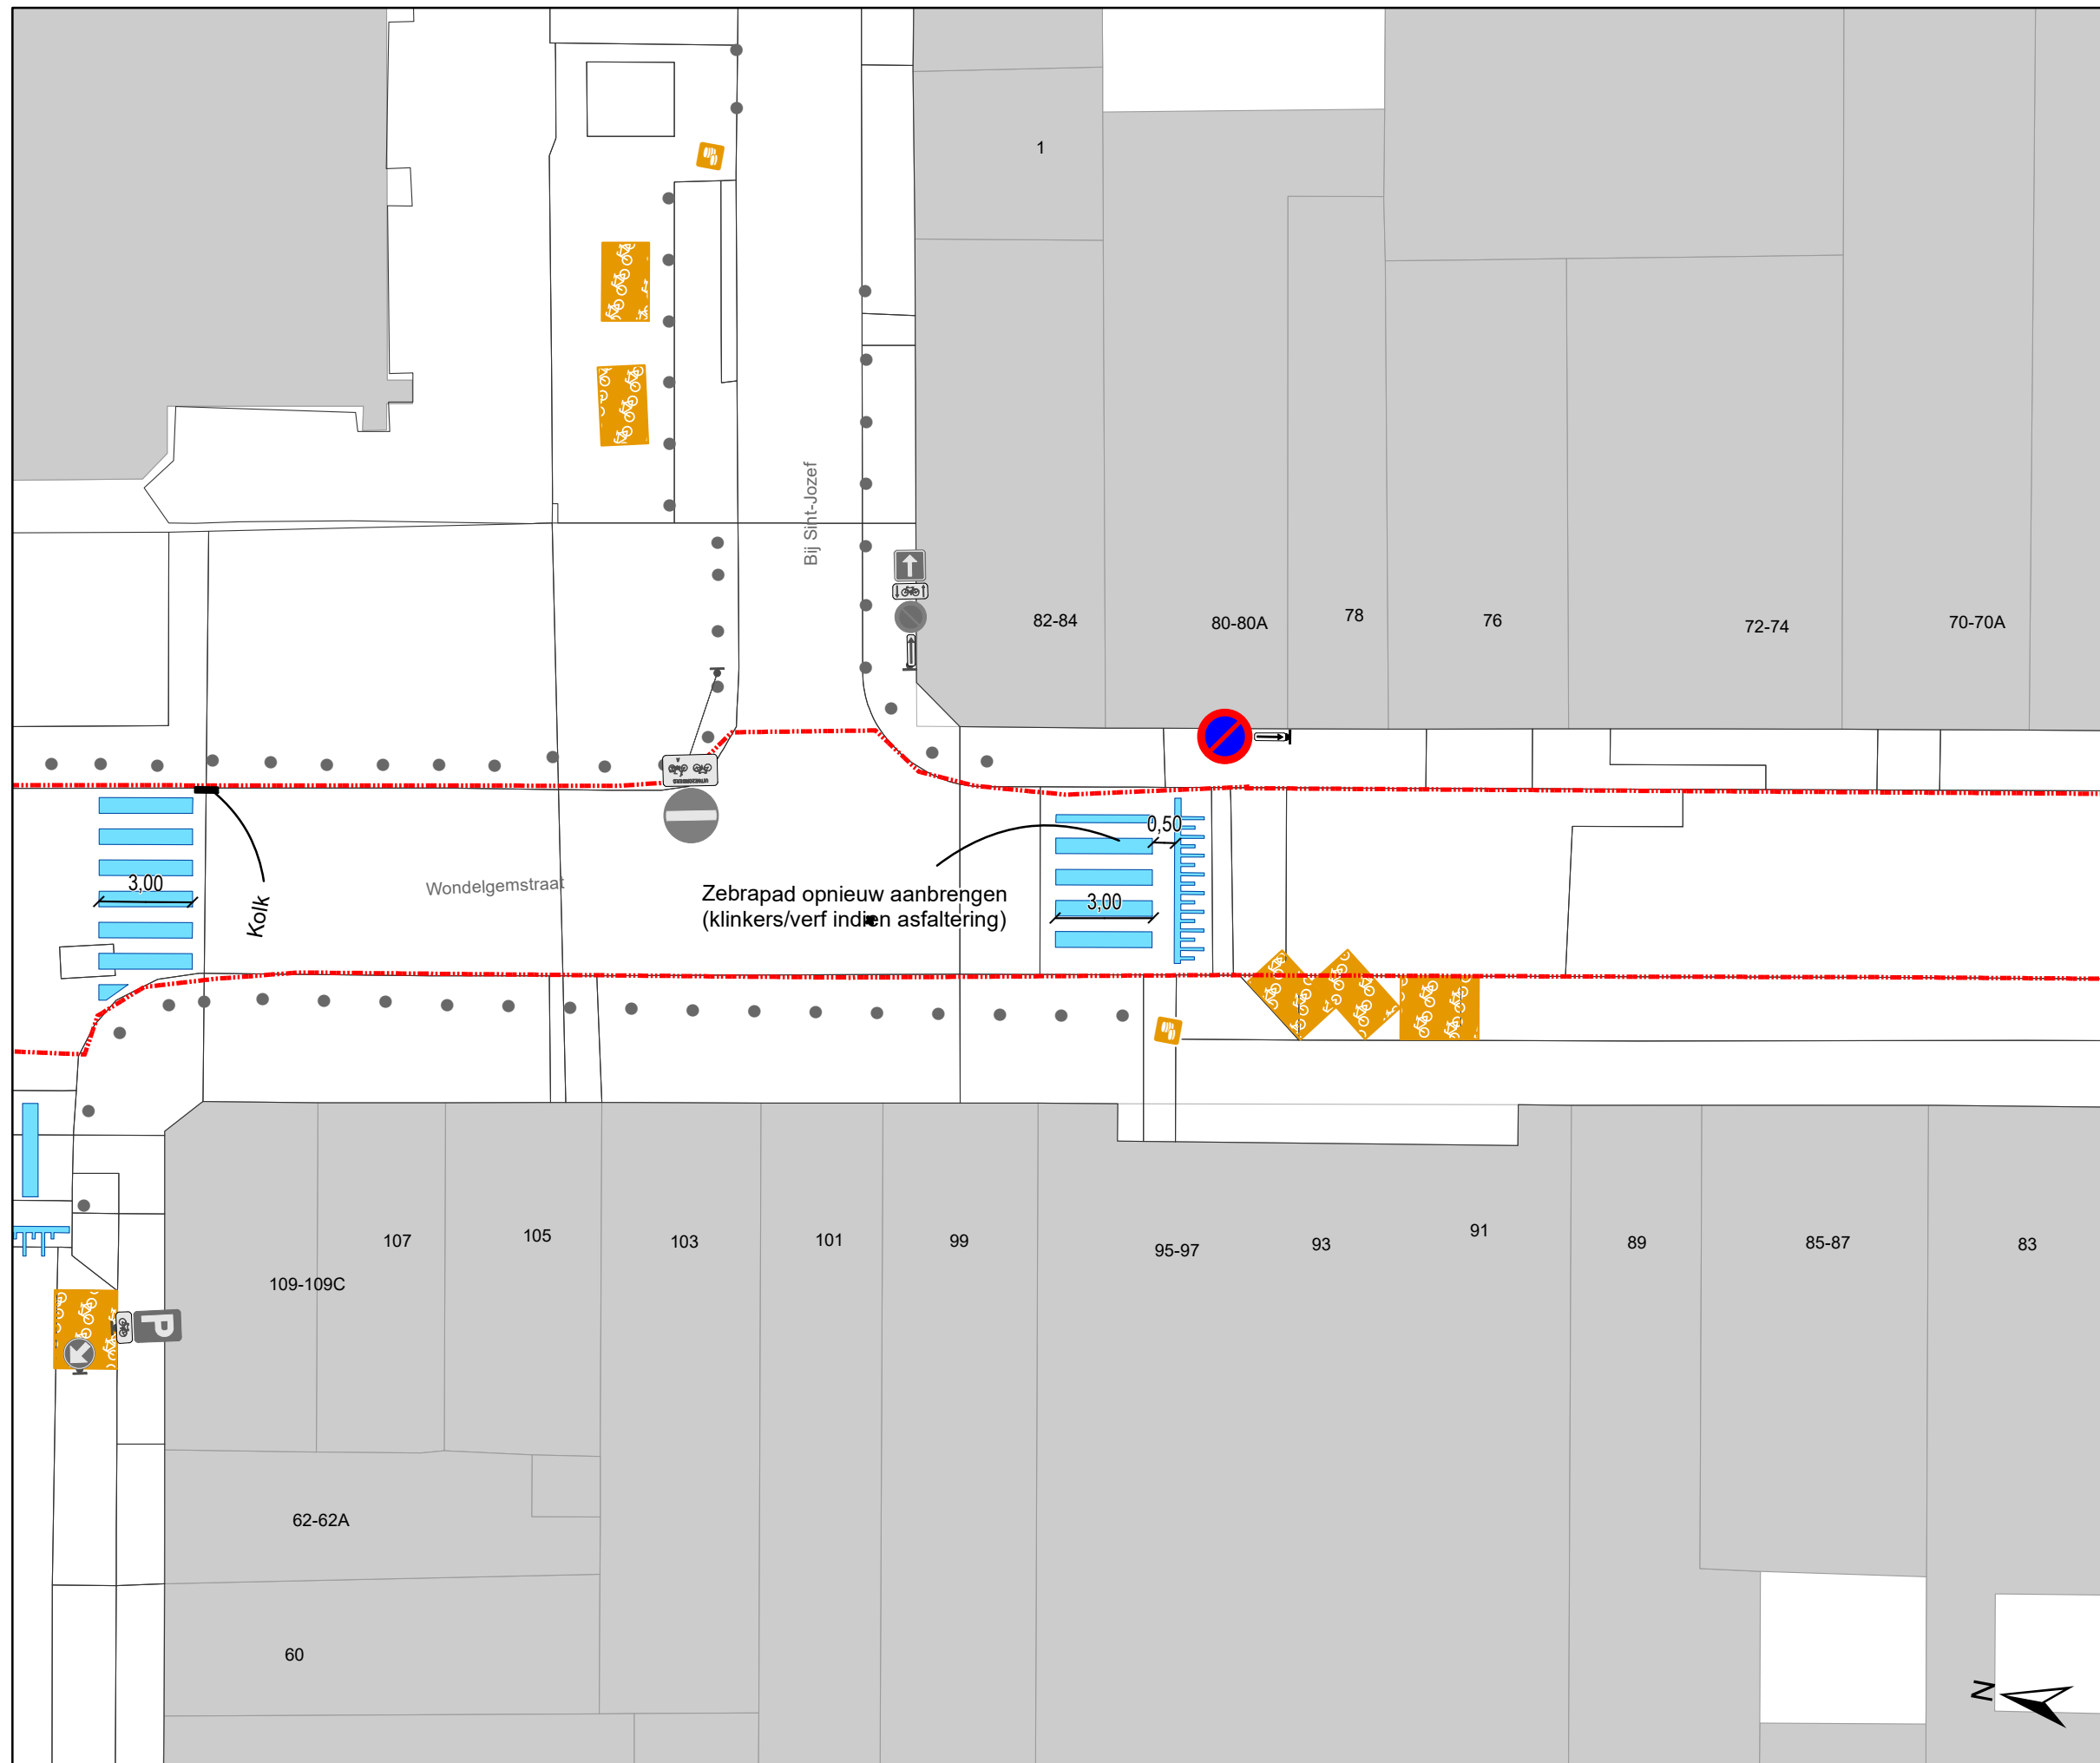 1
Bij Sint-Jozef
82-84
80-80A
78
76
72-74
70-70A
UITGEZONDERD
0,50
3,00
Kolk
Wondelgemstraat
Zebrapad opnieuw aanbrengen
(klinkers/verf indien asfaltering)
3,00
109-109C
107
105
103
101
99
95-97
93
91
89
85-87
83
P
62-62A
60
N